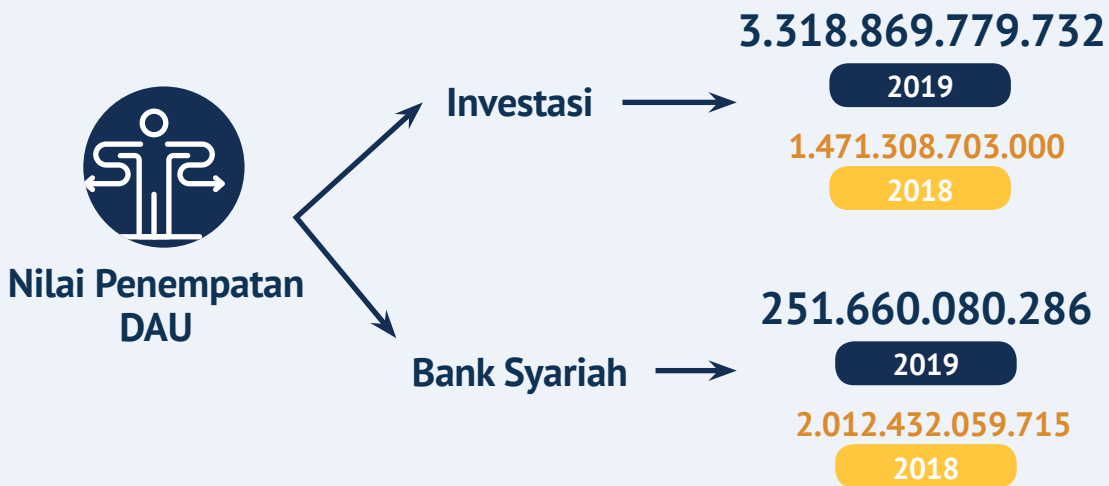 Nilai Penempatan
DAU
Investasi
3.318.869.779.732
2019
1.471.308.703.000
2018
Bank Syariah
251.660.080.286
2019
2.012.432.059.715
2018